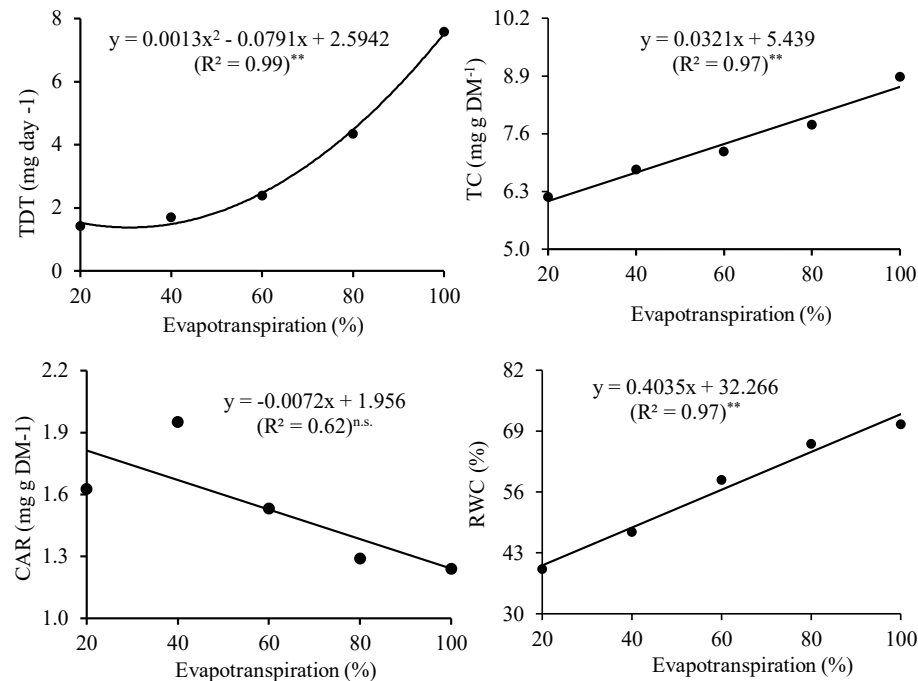 8
6
4
2
0
TDT (mg day -1)
y = 0.0013x² - 0.0791x + 2.5942
(R² = 0.99)**
20 40 60 80 100
Evapotranspiration (%)
10.2
8.9
7.6
6.3
5.0
TC (mg g DM⁻¹)
y = 0.0321x + 5.439
(R² = 0.97)**
20 40 60 80 100
Evapotranspiration (%)
2.2
1.9
1.6
1.3
1.0
CAR (mg g DM-1)
y = -0.0072x + 1.956
(R² = 0.62)n.s.
20 40 60 80 100
Evapotranspiration (%)
82
69
56
43
30
RWC (%)
y = 0.4035x + 32.266
(R² = 0.97)**
20 40 60 80 100
Evapotranspiration (%)